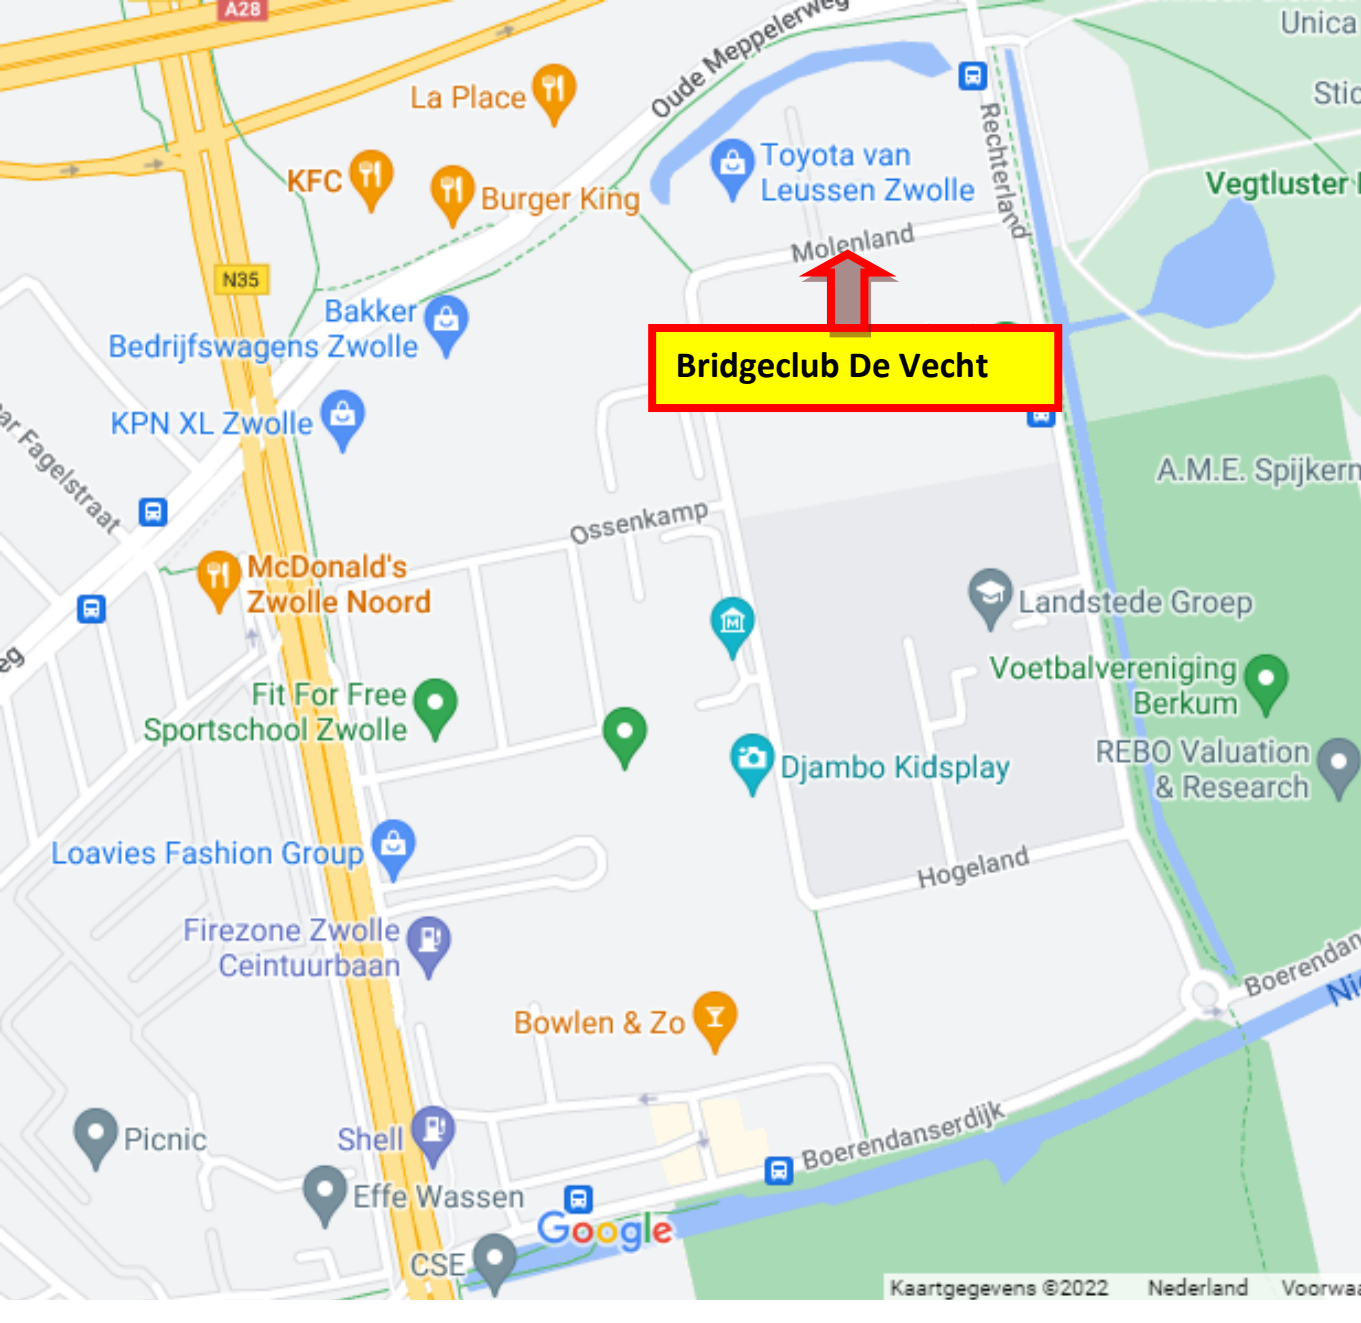 A28
Unica
La Place
Oude Meppelerweg
Rechterland
KFC
Burger King
Toyota van
Leussen Zwolle
Vegtluster
Molenland
N35
Bakker
Bedrijfswagens Zwolle
Bridgeclub De Vecht
KPN XL Zwolle
Fagelstraat
A.M.E.
Ossenkamp
McDonald's
Zwolle Noord
Landstede Groep
Voetbalvereniging
Berkum
Fit For Free
Sportschool Zwolle
REBO Valuation
& Research
Djambo Kidsplay
Loavies Fashion Group
Hogeland
Firezone Zwolle
Ceintuurbaan
Bowlen & Zo
Picnic
Shell
Boerendanserdijk
Effe Wassen
Google
CSE
Kaartgegevens ©2022 Nederland